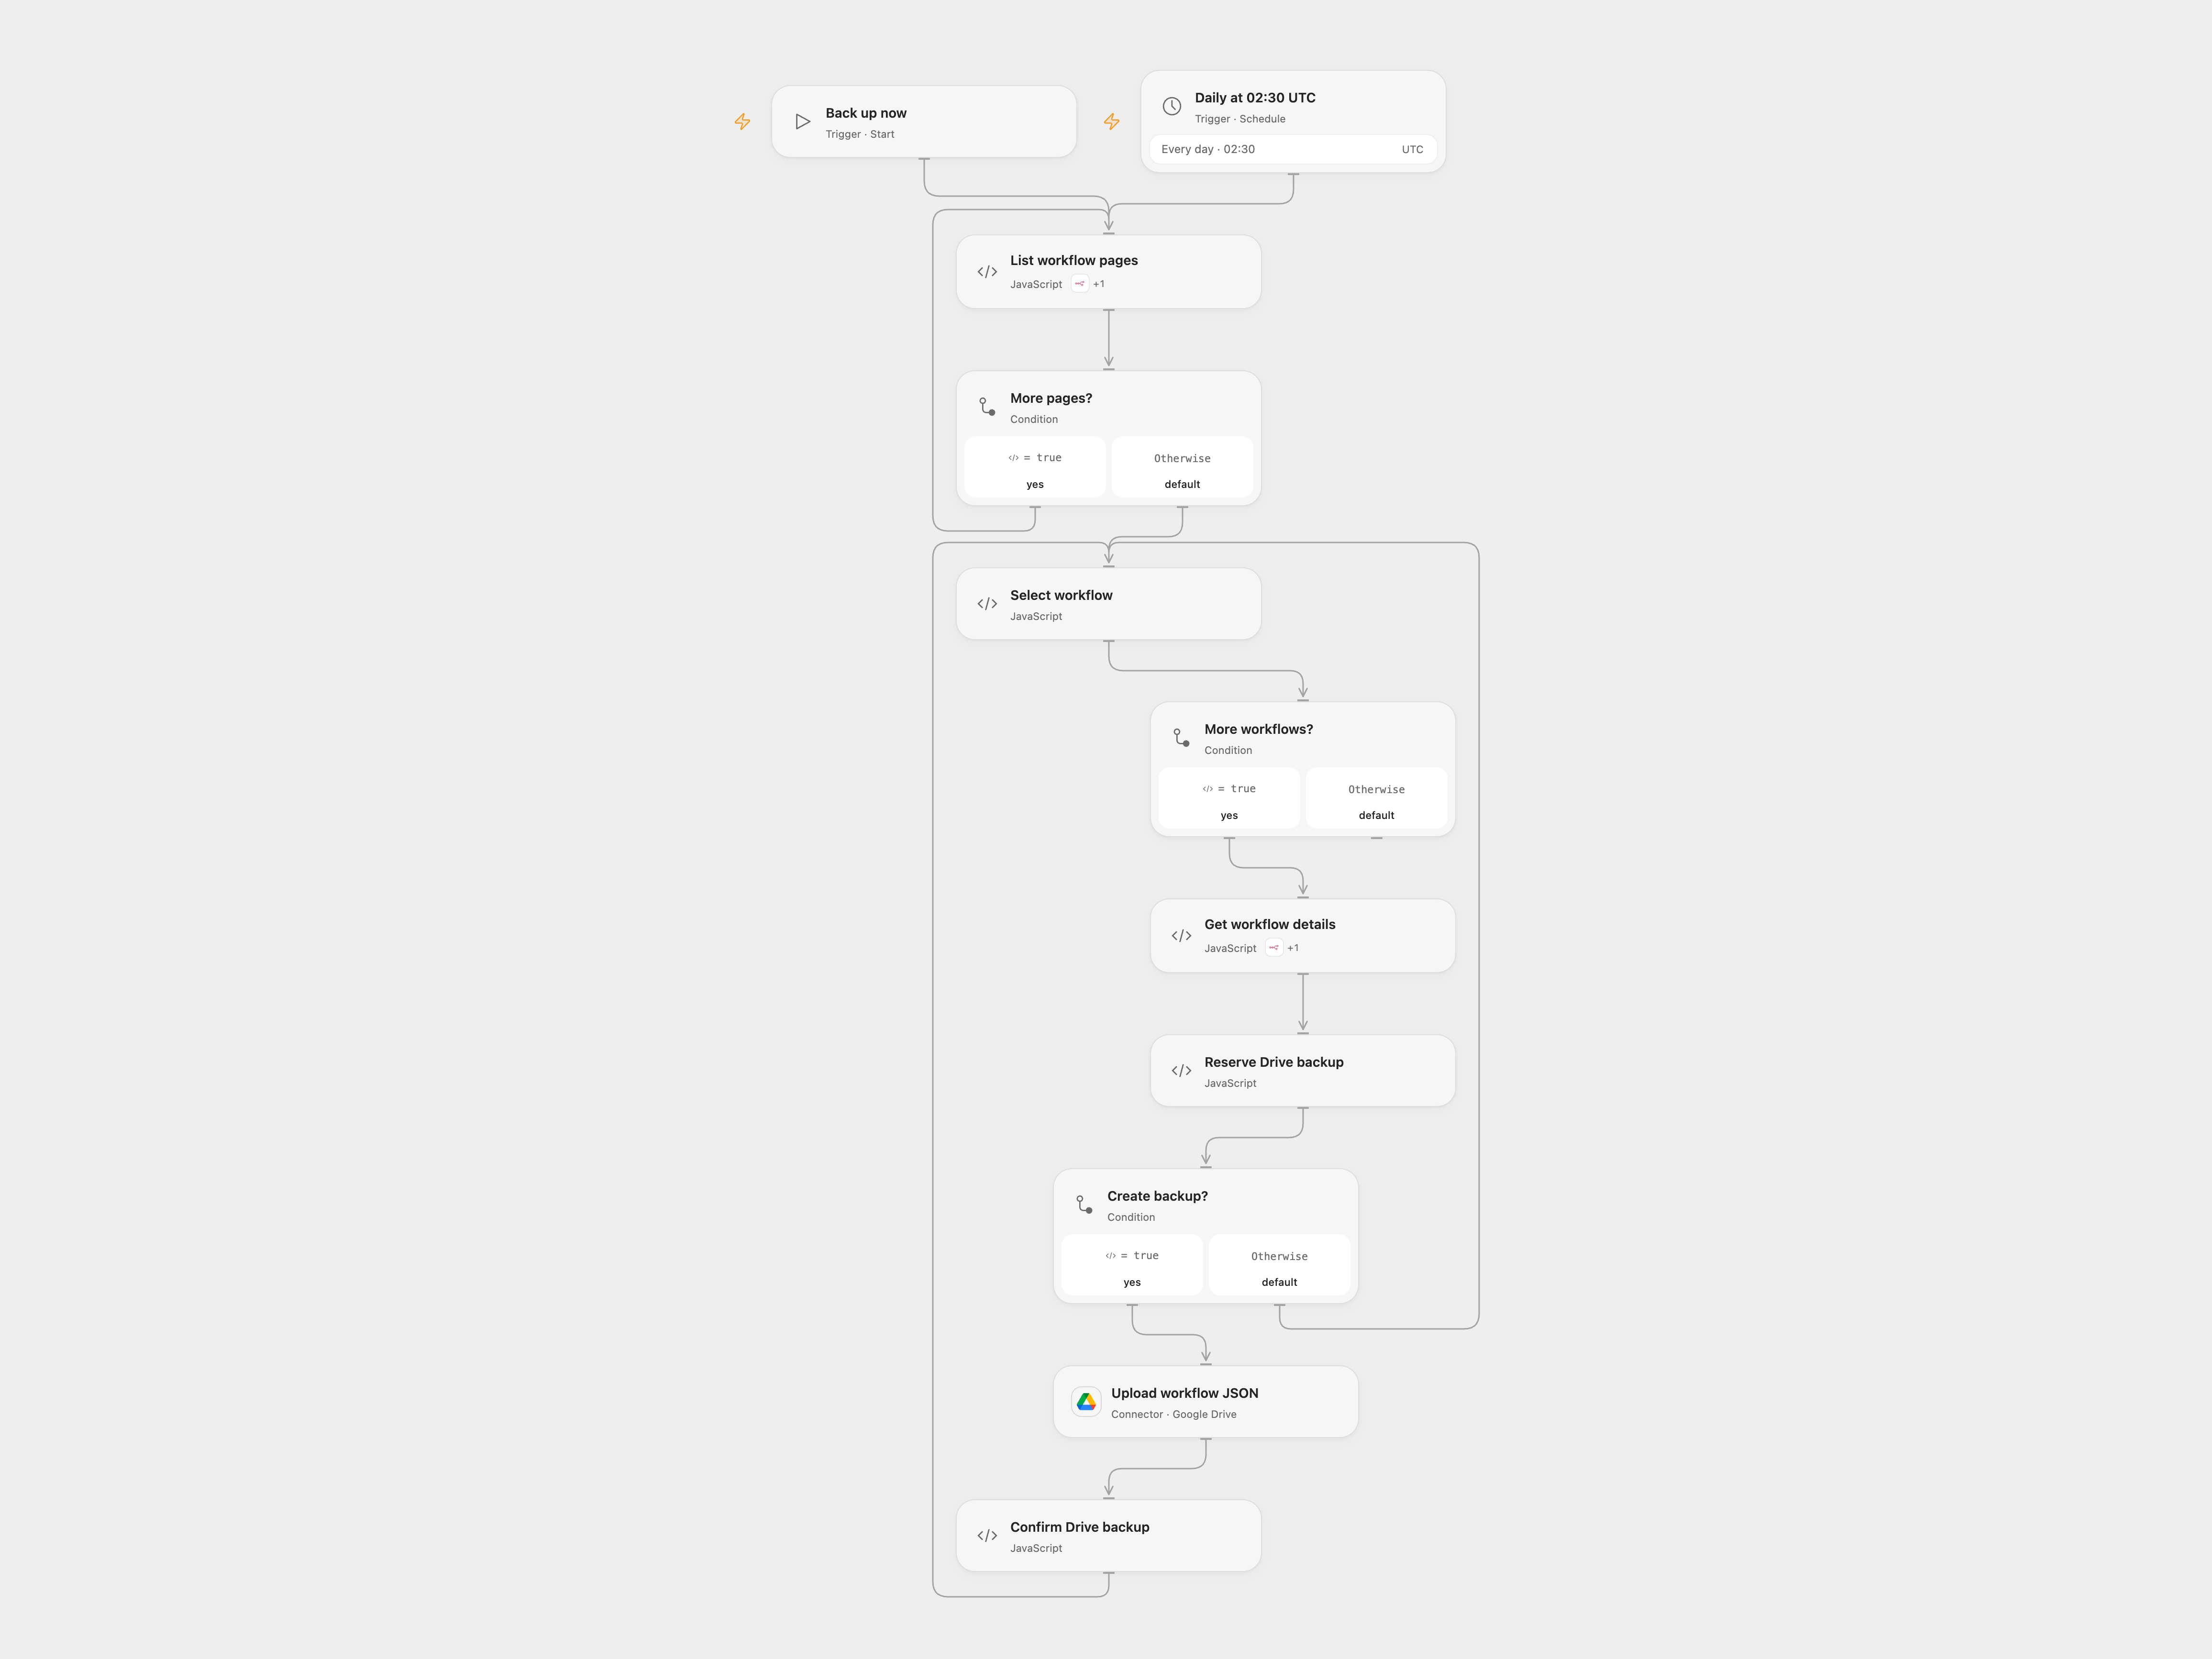 Back up now
Trigger · Start
Daily at 02:30 UTC
Trigger · Schedule
Every day · 02:30 UTC
List workflow pages
JavaScript +1
More pages?
Condition
</> = true Otherwise
yes default
Select workflow
JavaScript
More workflows?
Condition
</> = true Otherwise
yes default
Get workflow details
JavaScript +1
Reserve Drive backup
JavaScript
Create backup?
Condition
</> = true Otherwise
yes default
Upload workflow JSON
Connector · Google Drive
Confirm Drive backup
JavaScript